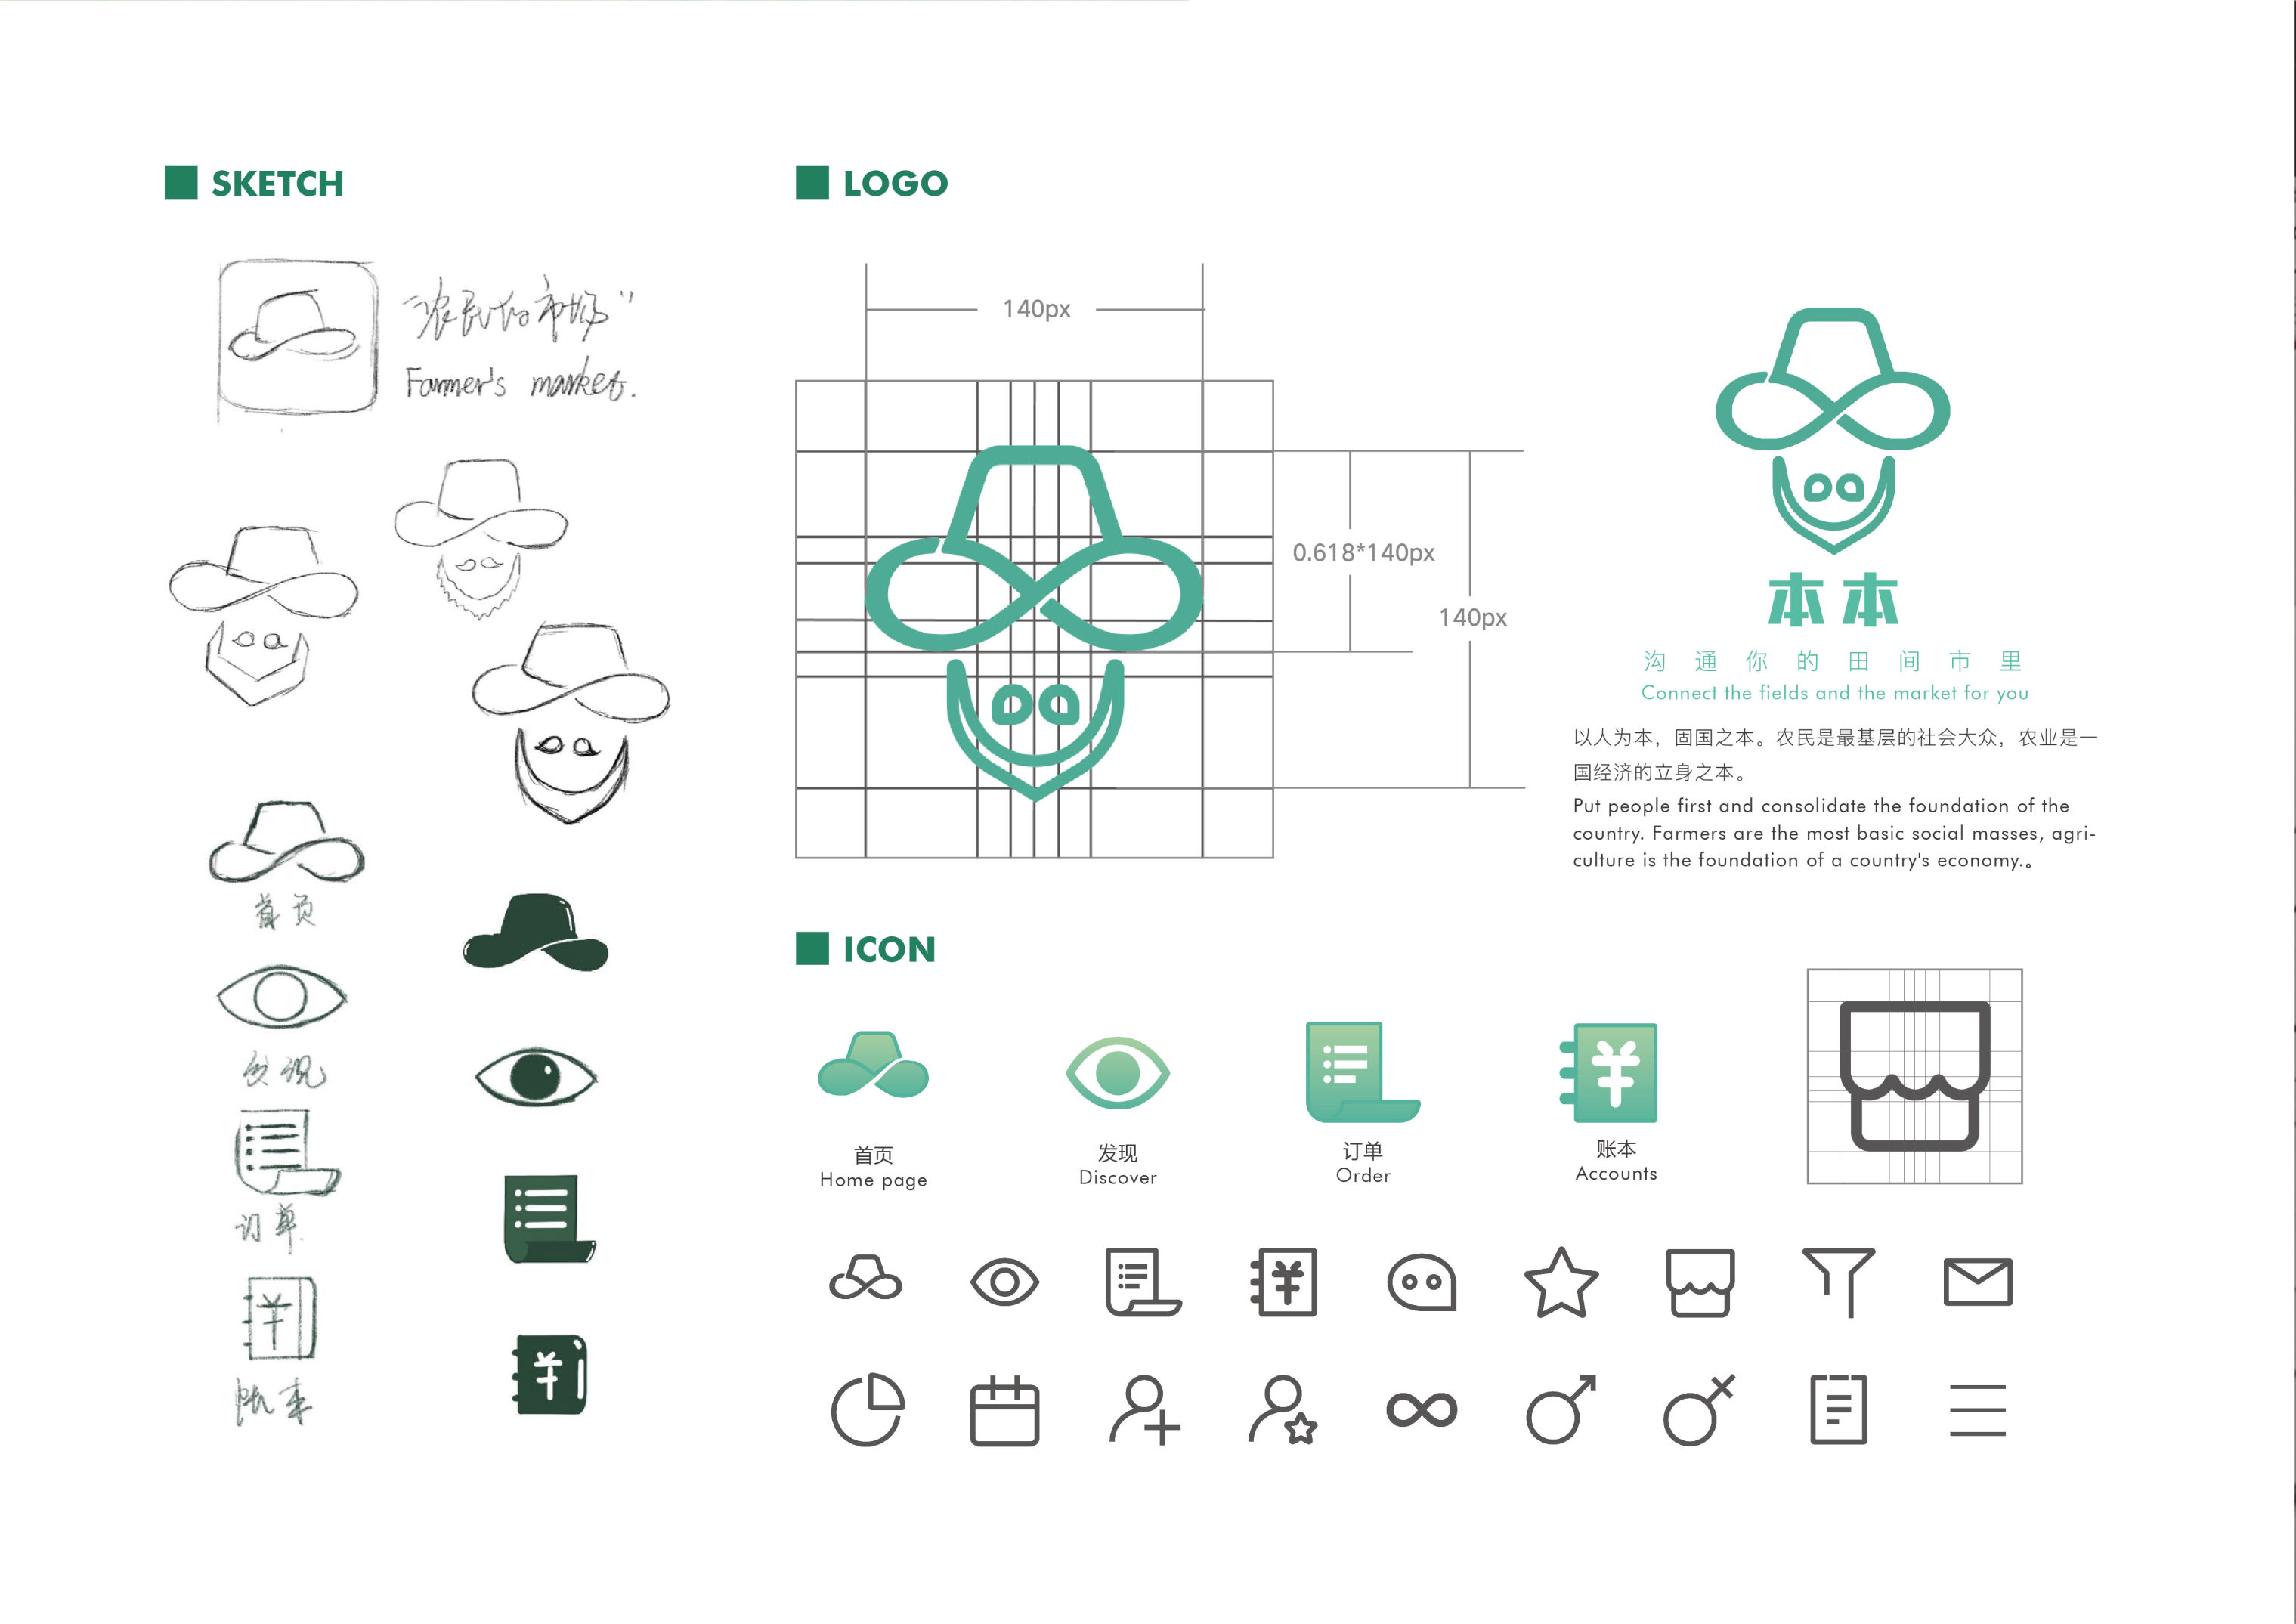 SKETCH
"农民的市场"
Farmer's market.
首页
发现
订单
帐本
LOGO
140px
0.618*140px
140px
本本
沟通你的田间市里
Connect the fields and the market for you
以人为本，固国之本。农民是最基层的社会大众，农业是一
国经济的立身之本。
Put people first and consolidate the foundation of the
country. Farmers are the most basic social masses, agri-
culture is the foundation of a country's economy.。
ICON
首页
Home page
发现
Discover
订单
Order
账本
Accounts